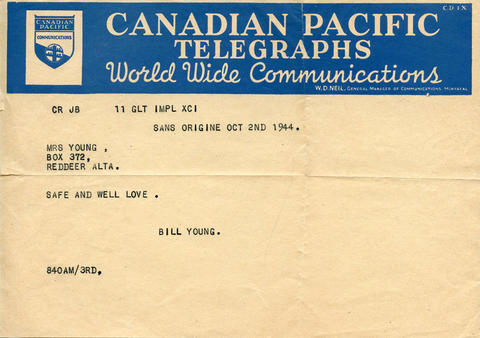 CD 1X
CANADIAN PACIFIC
COMMUNICATIONS
CANADIAN PACIFIC
TELEGRAPHS
World Wide Communications
W.D. NEIL, GENERAL MANAGER OF COMMUNICATIONS, MONTREAL
CR JB 11 GLT IMPL XCI
SANS ORIGINE OCT 2ND 1944.
MRS YOUNG ,
BOX 372,
REDDEER ALTA.
SAFE AND WELL LOVE .
BILL YOUNG.
840AM/3RD,